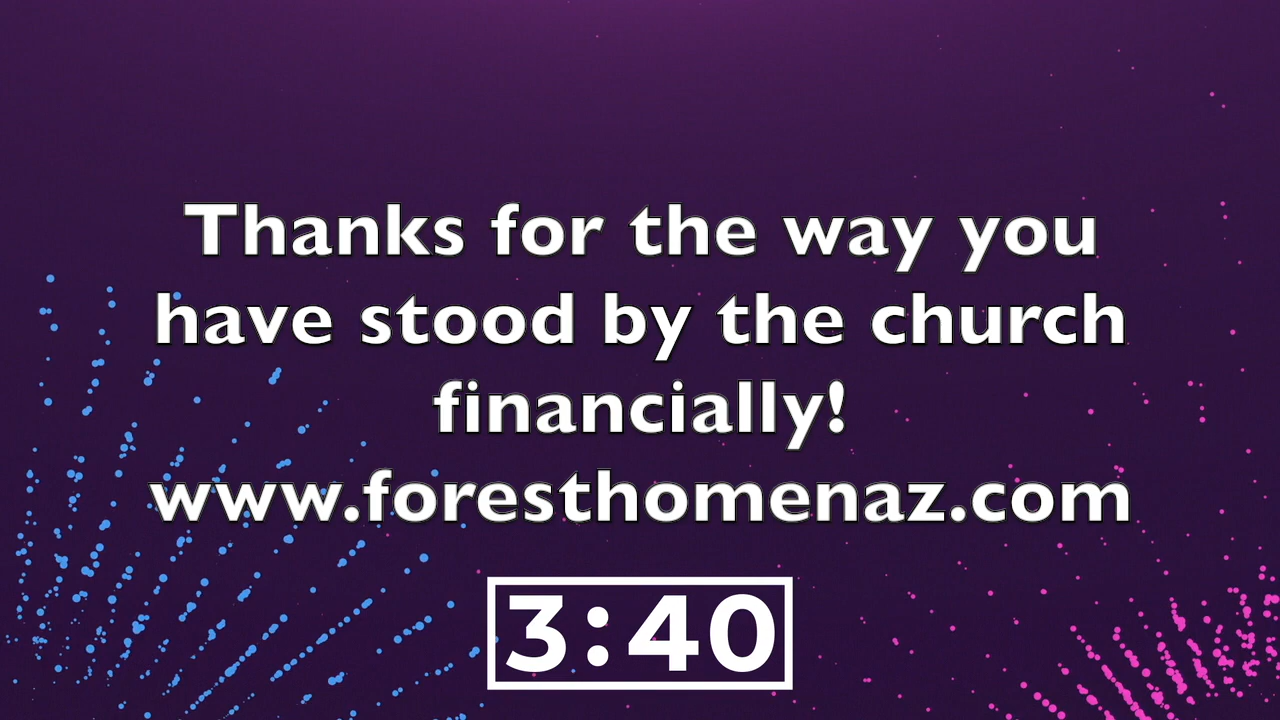 Thanks for the way you
have stood by the church
financially!
www.foresthomenaz.com
3:40